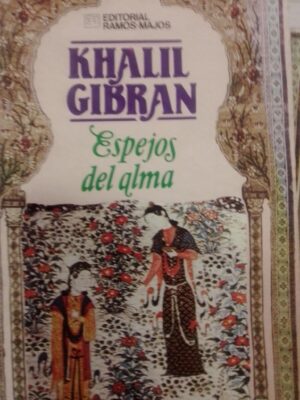 EDITORIAL
RAMOS-MAJOS
KHALIL
GIBRAN
Espejos
del alma